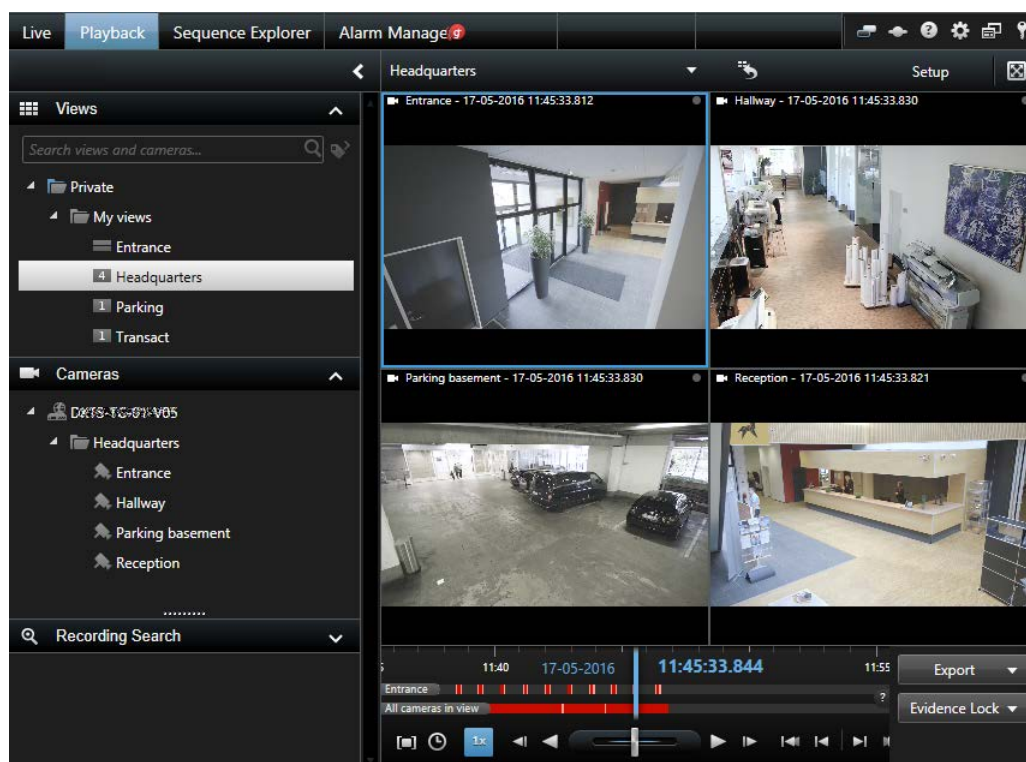 Live Playback Sequence Explorer Alarm Manager
Headquarters Setup
Views
Search views and cameras...
Private
My views
Entrance
4 Headquarters
1 Parking
1 Transact
Cameras
Headquarters
Entrance
Hallway
Parking basement
Reception
Recording Search
Entrance - 17-05-2016 11:45:33.812
Hallway - 17-05-2016 11:45:33.830
Parking basement - 17-05-2016 11:45:33.830
Reception - 17-05-2016 11:45:33.821
11:40 17-05-2016 11:45:33.844 11:55
Entrance
All cameras in view
?
1x
Export
Evidence Lock